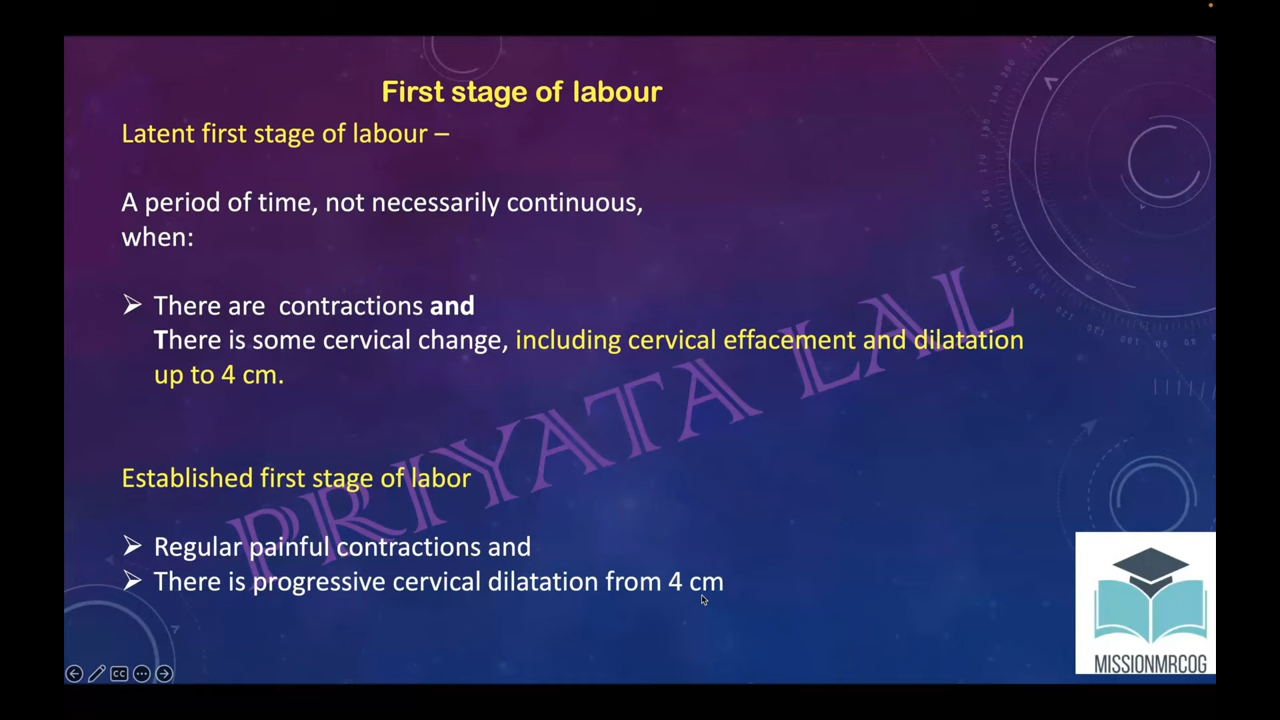 First stage of labour
Latent first stage of labour –
A period of time, not necessarily continuous,
when:
There are contractions and
There is some cervical change, including cervical effacement and dilatation
up to 4 cm.
PRIYATA LAL
Established first stage of labor
Regular painful contractions and
There is progressive cervical dilatation from 4 cm
MISSIONMRCOG
CC